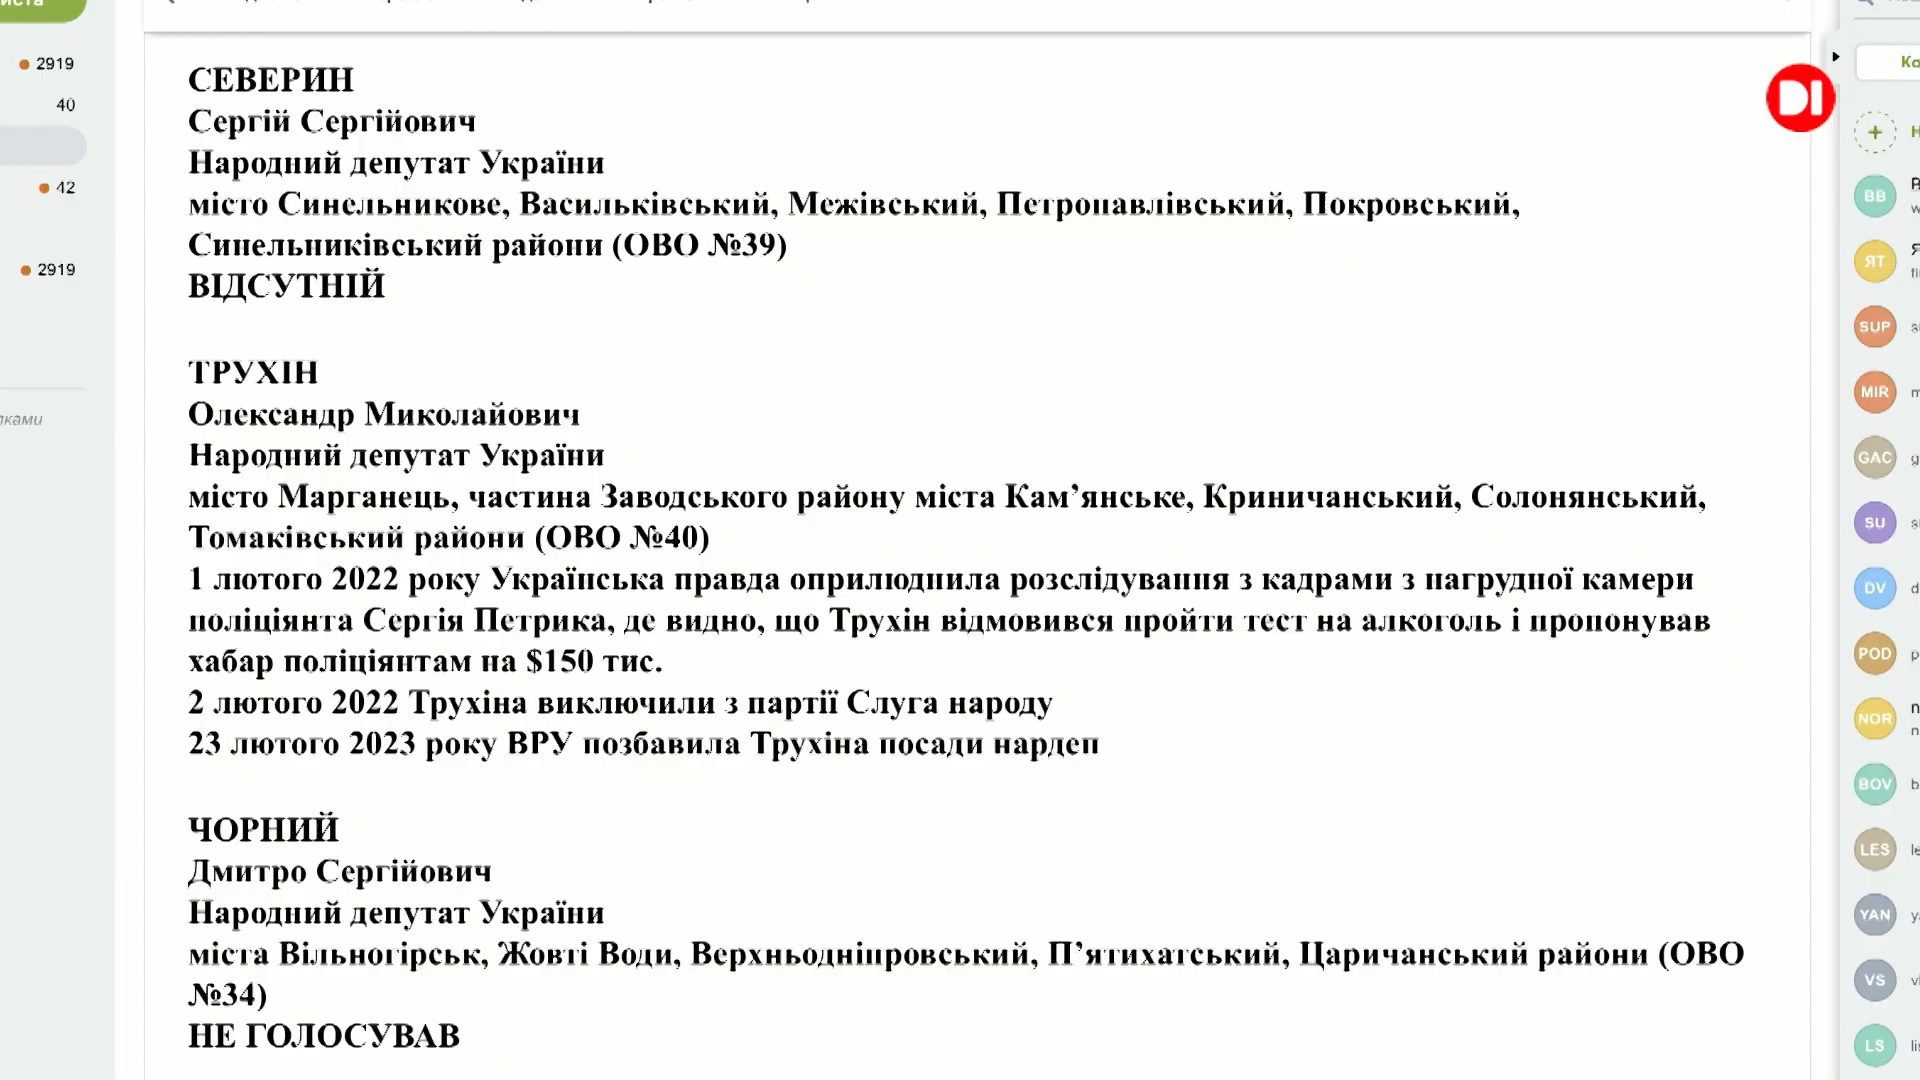 2919
40
42
2919
СЕВЕРИН
Сергій Сергійович
Народний депутат України
місто Синельникове, Васильківський, Межівський, Петропавлівський, Покровський,
Синельниківський райони (ОВО №39)
ВІДСУТНІЙ
ТРУХІН
Олександр Миколайович
Народний депутат України
місто Марганець, частина Заводського району міста Кам’янське, Криничанський, Солонянський,
Томаківський райони (ОВО №40)
1 лютого 2022 року Українська правда оприлюднила розслідування з кадрами з нагрудної камери
поліціянта Сергія Петрика, де видно, що Трухін відмовився пройти тест на алкоголь і пропонував
хабар поліціянтам на $150 тис.
2 лютого 2022 Трухіна виключили з партії Слуга народу
23 лютого 2023 року ВРУ позбавила Трухіна посади нардеп
ЧОРНИЙ
Дмитро Сергійович
Народний депутат України
міста Вільногірськ, Жовті Води, Верхньодніпровський, П’ятихатський, Царичанський райони (ОВО
№34)
НЕ ГОЛОСУВАВ
DI
BB
ЯТ
SUP
MIR
GAC
SU
DV
POD
NOR
BOV
LES
YAN
VS
LS